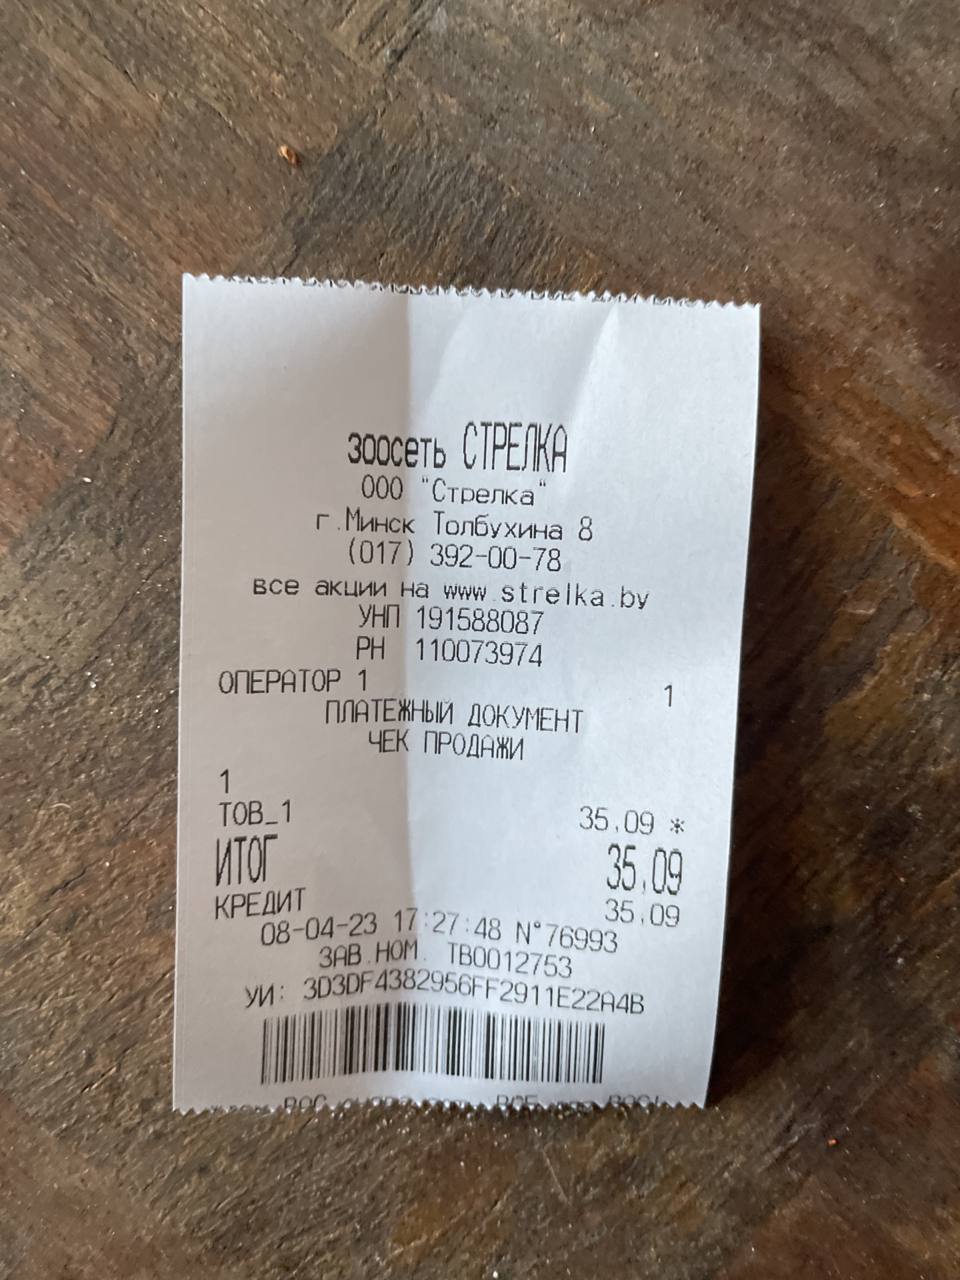 зоосеть СТРЕЛКА
ООО "Стрелка"
г.Минск Толбухина 8
(017) 392-00-78
все акции на www.strelka.by
УНП 191588087
РН 110073974
ОПЕРАТОР 1 1
ПЛАТЕЖНЫЙ ДОКУМЕНТ
ЧЕК ПРОДАЖИ
1
ТОВ_1 35,09 *
ИТОГ 35,09
КРЕДИТ 35,09
08-04-23 17:27:48 N°76993
ЗАВ.НОМ. TB0012753
УИ: 3D3DF4382956FF2911E22A4B